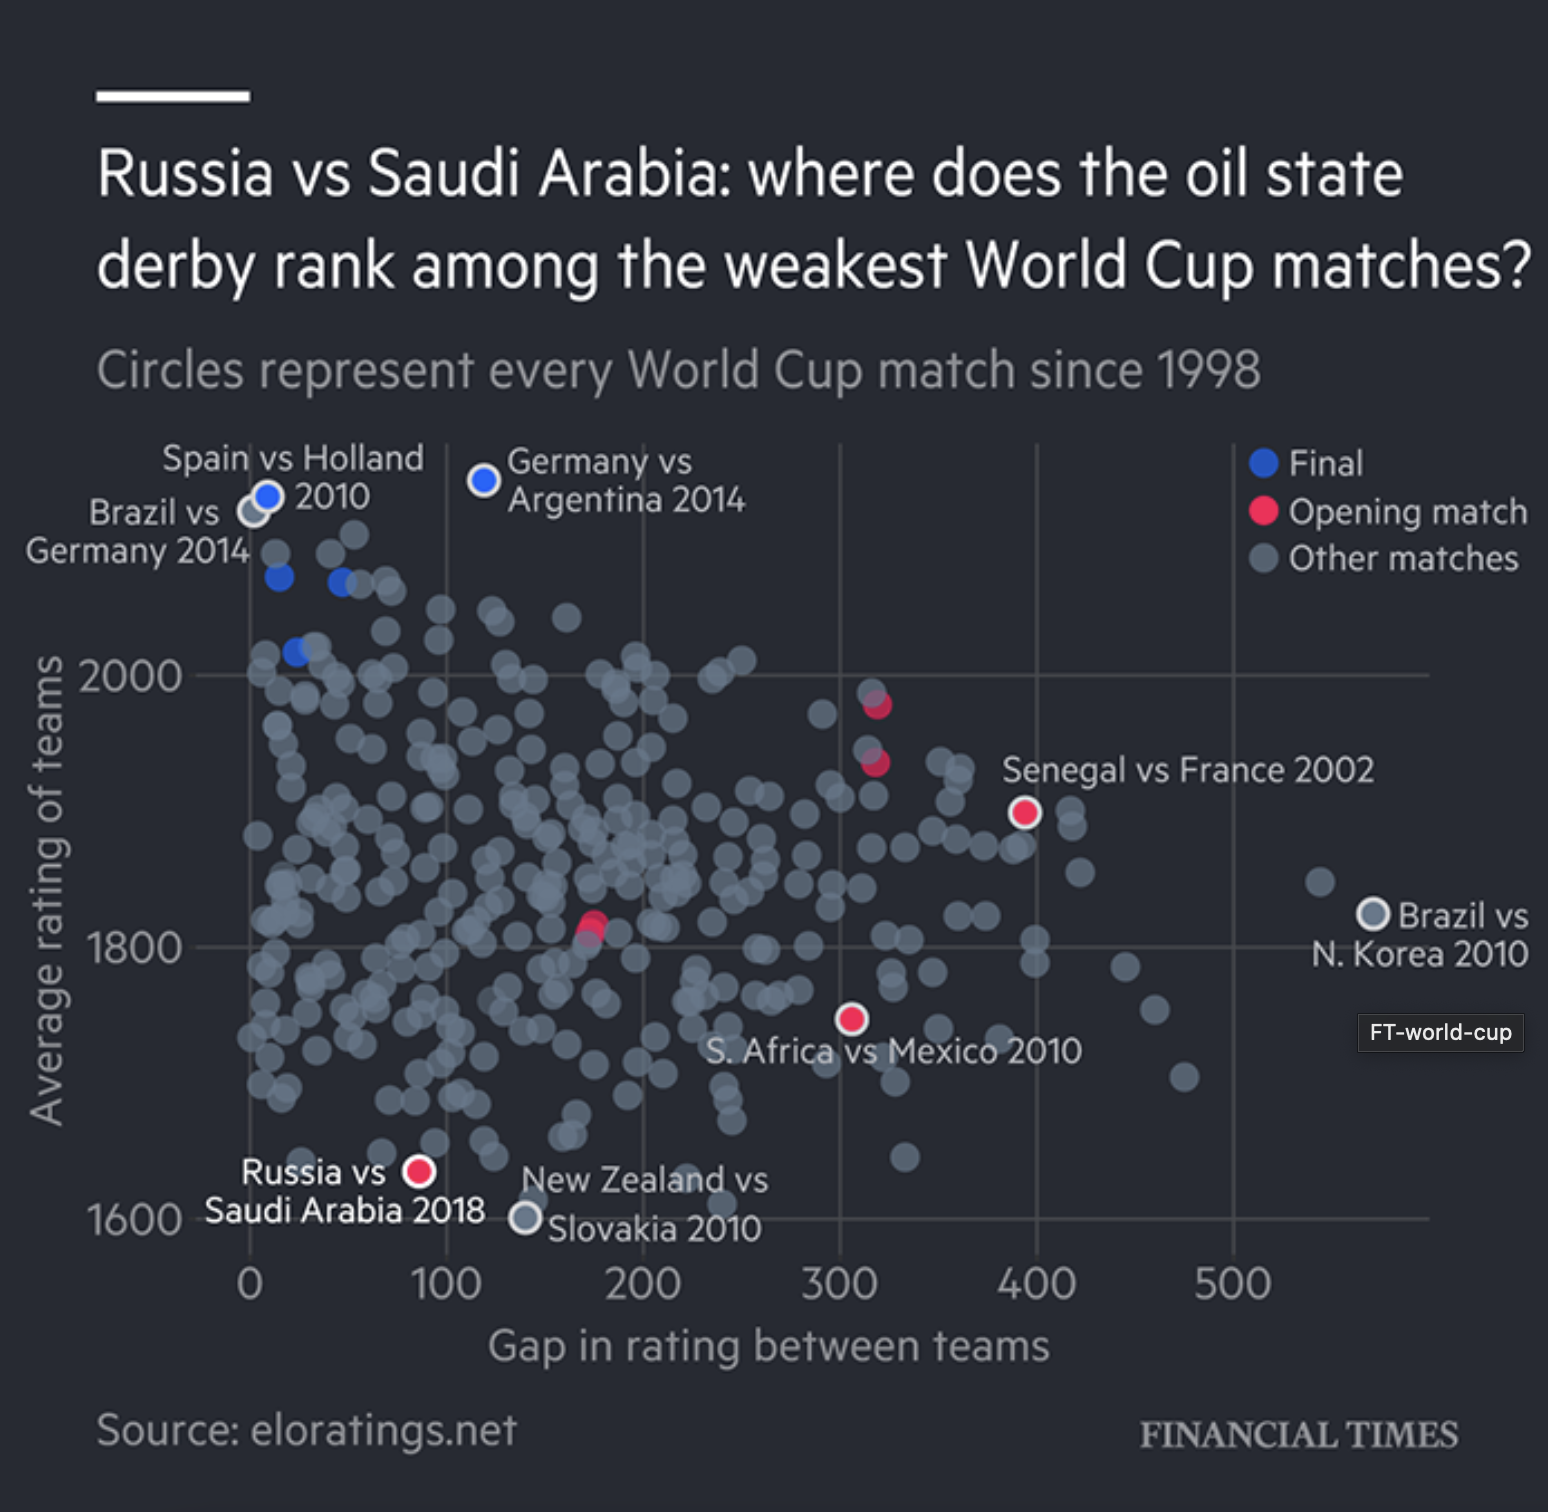 Russia vs Saudi Arabia: where does the oil state
derby rank among the weakest World Cup matches?
Circles represent every World Cup match since 1998
Spain vs Holland
2010
Brazil vs
Germany 2014
Germany vs
Argentina 2014
Final
Opening match
Other matches
Average rating of teams
2000
1800
1600
Senegal vs France 2002
Brazil vs
N. Korea 2010
FT-world-cup
S. Africa vs Mexico 2010
Russia vs
Saudi Arabia 2018
New Zealand vs
Slovakia 2010
0 100 200 300 400 500
Gap in rating between teams
Source: eloratings.net
FINANCIAL TIMES